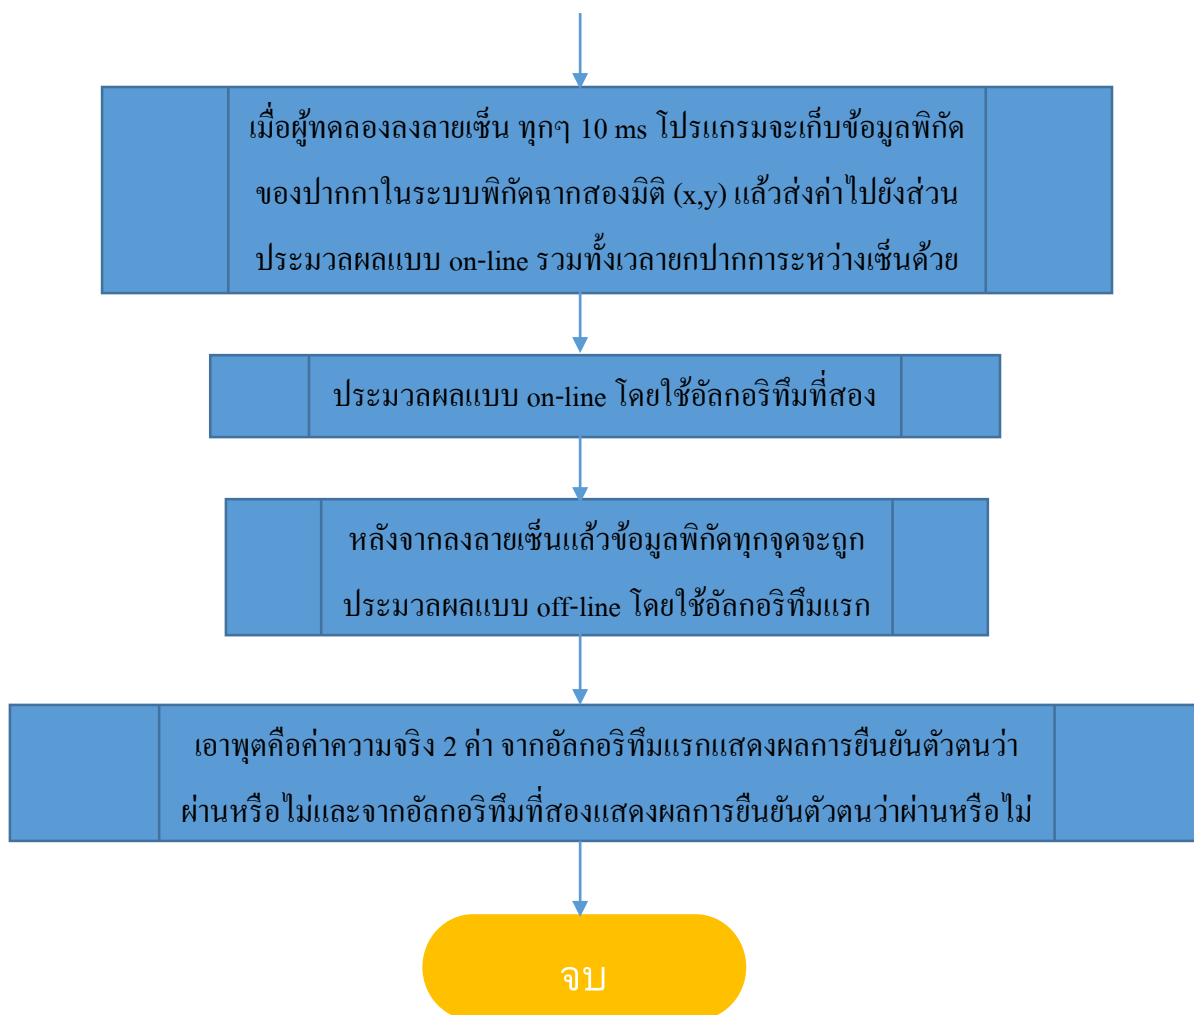 เมื่อผู้ทดลองลงลายเซ็น ทุกๆ 10 ms โปรแกรมจะเก็บข้อมูลพิกัด
ของปากกาในระบบพิกัดฉากสองมิติ (x,y) แล้วส่งค่าไปยังส่วน
ประมวลผลแบบ on-line รวมทั้งเวลายกปากการะหว่างเซ็นด้วย
ประมวลผลแบบ on-line โดยใช้อัลกอริทึมที่สอง
หลังจากลงลายเซ็นแล้วข้อมูลพิกัดทุกจุดจะถูก
ประมวลผลแบบ off-line โดยใช้อัลกอริทึมแรก
เอาพุตคือค่าความจริง 2 ค่า จากอัลกอริทึมแรกแสดงผลการยืนยันตัวตนว่า
ผ่านหรือไม่และจากอัลกอริทึมที่สองแสดงผลการยืนยันตัวตนว่าผ่านหรือไม่
จบ